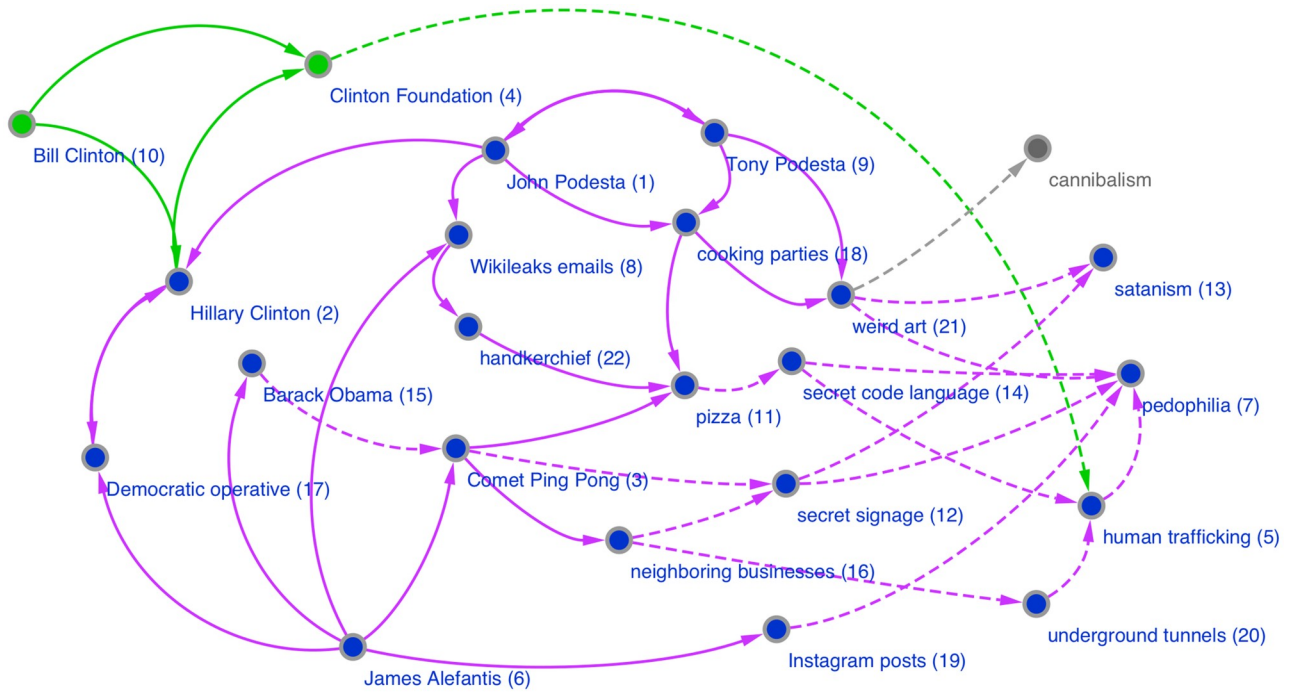 Clinton Foundation (4)
Bill Clinton (10)
Tony Podesta (9)
John Podesta (1)
cannibalism
cooking parties (18)
Wikileaks emails (8)
satanism (13)
Hillary Clinton (2)
weird art (21)
handkerchief (22)
Barack Obama (15)
secret code language (14)
pedophilia (7)
pizza (11)
Comet Ping Pong (3)
Democratic operative (17)
secret signage (12)
human trafficking (5)
neighboring businesses (16)
underground tunnels (20)
Instagram posts (19)
James Alefantis (6)